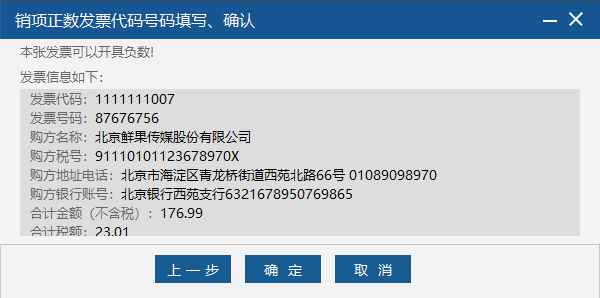 销项正数发票代码号码填写、确认
本张发票可以开具负数!
发票信息如下:
发票代码：1111111007
发票号码：87676756
购方名称：北京鲜果传媒股份有限公司
购方税号：91110101123678970X
购方地址电话：北京市海淀区青龙桥街道西苑北路66号 01089098970
购方银行账号：北京银行西苑支行6321678950769865
合计金额（不含税）：176.99
合计税额：23.01
上一步 确 定 取 消